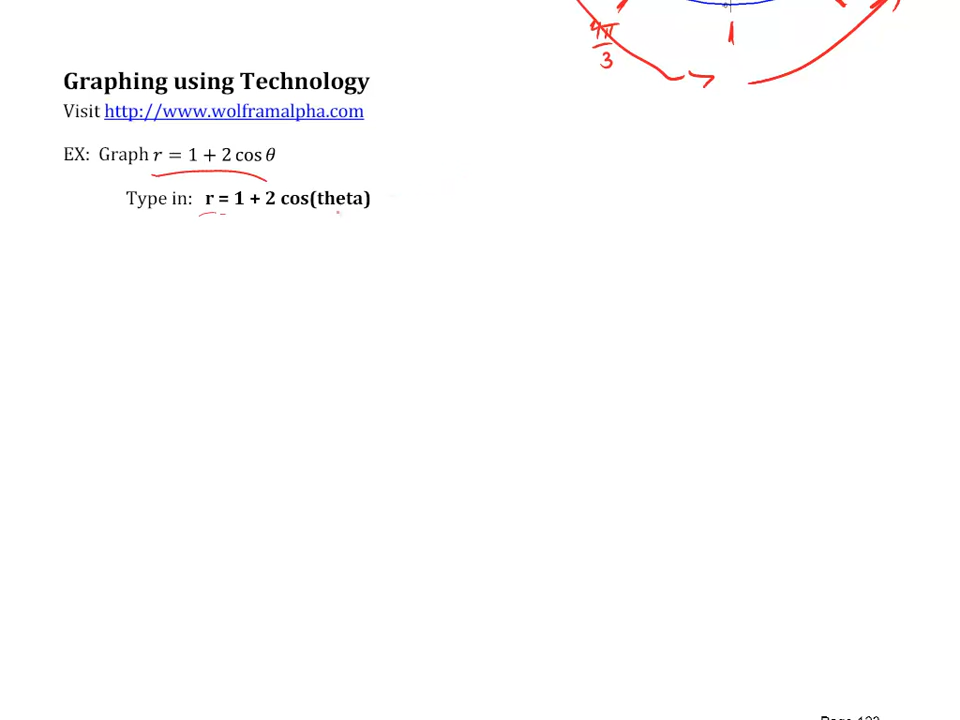 4π
3
1
Graphing using Technology
Visit http://www.wolframalpha.com
EX: Graph r = 1 + 2 cos θ
Type in: r = 1 + 2 cos(theta)